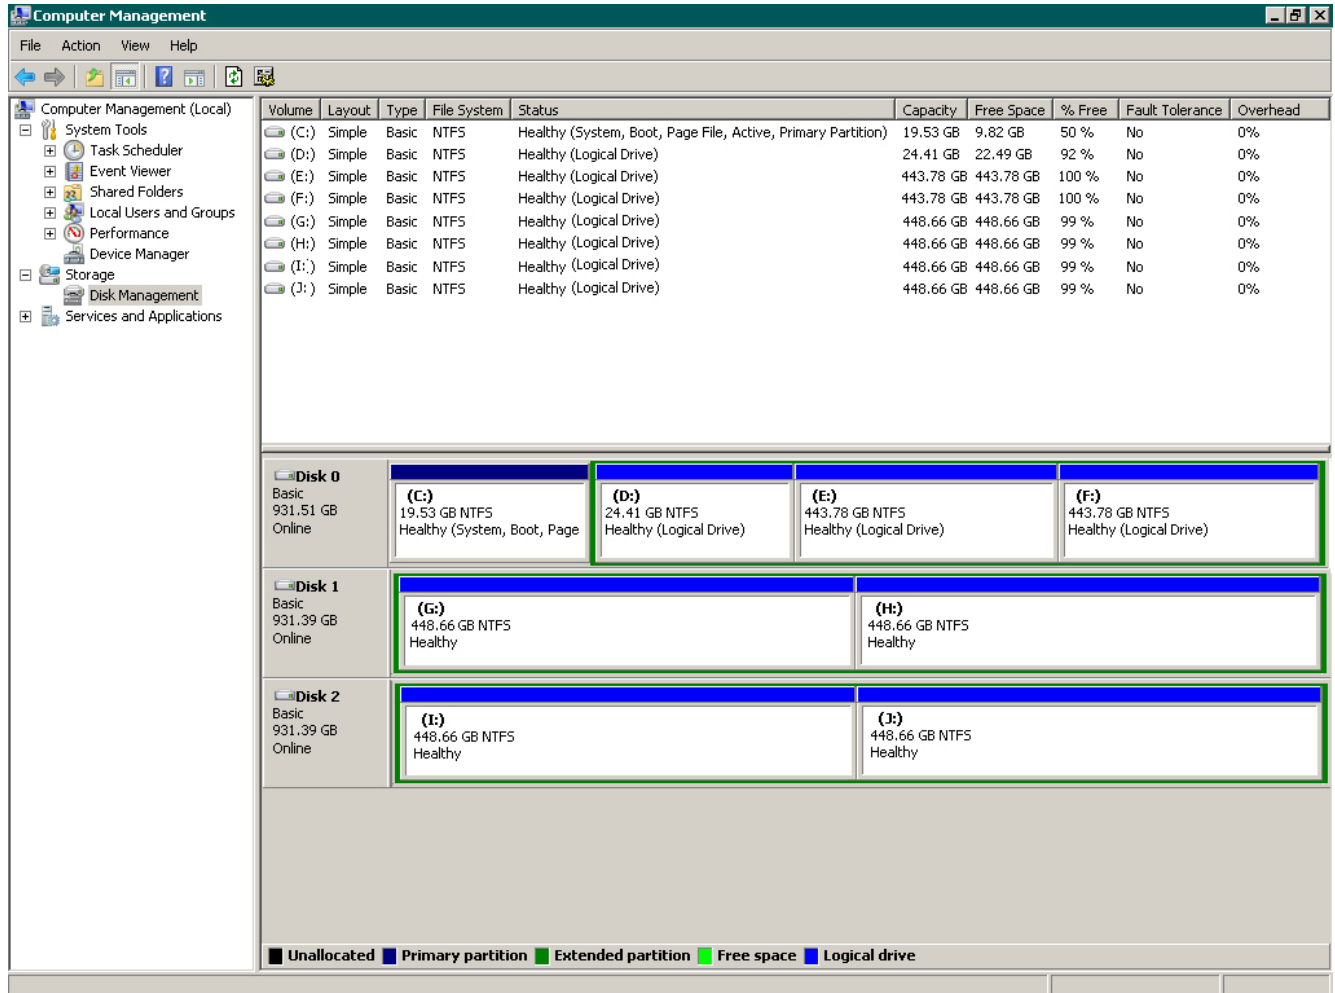 Computer Management
File Action View Help
Computer Management (Local)
System Tools
Task Scheduler
Event Viewer
Shared Folders
Local Users and Groups
Performance
Device Manager
Storage
Disk Management
Services and Applications
Volume Layout Type File System Status Capacity Free Space % Free Fault Tolerance Overhead
(C:) Simple Basic NTFS Healthy (System, Boot, Page File, Active, Primary Partition) 19.53 GB 9.82 GB 50 % No 0%
(D:) Simple Basic NTFS Healthy (Logical Drive) 24.41 GB 22.49 GB 92 % No 0%
(E:) Simple Basic NTFS Healthy (Logical Drive) 443.78 GB 443.78 GB 100 % No 0%
(F:) Simple Basic NTFS Healthy (Logical Drive) 443.78 GB 443.78 GB 100 % No 0%
(G:) Simple Basic NTFS Healthy (Logical Drive) 448.66 GB 448.66 GB 99 % No 0%
(H:) Simple Basic NTFS Healthy (Logical Drive) 448.66 GB 448.66 GB 99 % No 0%
(I:) Simple Basic NTFS Healthy (Logical Drive) 448.66 GB 448.66 GB 99 % No 0%
(J:) Simple Basic NTFS Healthy (Logical Drive) 448.66 GB 448.66 GB 99 % No 0%
Disk 0
Basic
931.51 GB
Online
(C:)
19.53 GB NTFS
Healthy (System, Boot, Page
(D:)
24.41 GB NTFS
Healthy (Logical Drive)
(E:)
443.78 GB NTFS
Healthy (Logical Drive)
(F:)
443.78 GB NTFS
Healthy (Logical Drive)
Disk 1
Basic
931.39 GB
Online
(G:)
448.66 GB NTFS
Healthy
(H:)
448.66 GB NTFS
Healthy
Disk 2
Basic
931.39 GB
Online
(I:)
448.66 GB NTFS
Healthy
(J:)
448.66 GB NTFS
Healthy
Unallocated Primary partition Extended partition Free space Logical drive